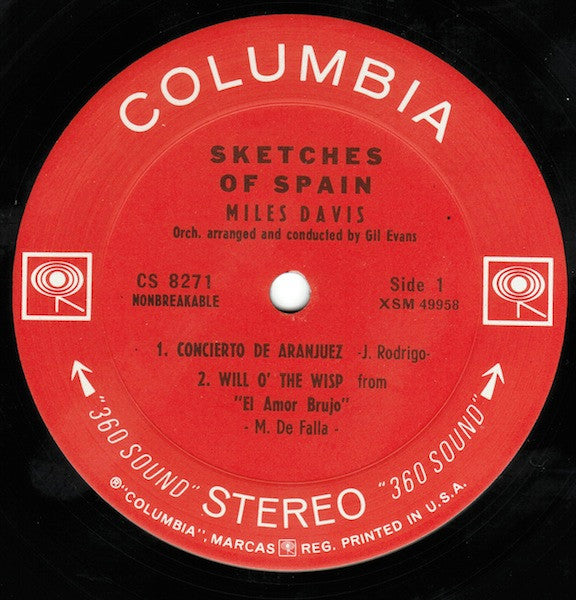 COLUMBIA
SKETCHES
OF SPAIN
MILES DAVIS
Orch. arranged and conducted by Gil Evans
CS 8271
NONBREAKABLE
Side 1
XSM 49958
1. CONCIERTO DE ARANJUEZ -J. Rodrigo-
2. WILL O' THE WISP from
"El Amor Brujo"
- M. De Falla -
"360 SOUND" STEREO "360 SOUND"
®"COLUMBIA", MARCAS REG. PRINTED IN U.S.A.